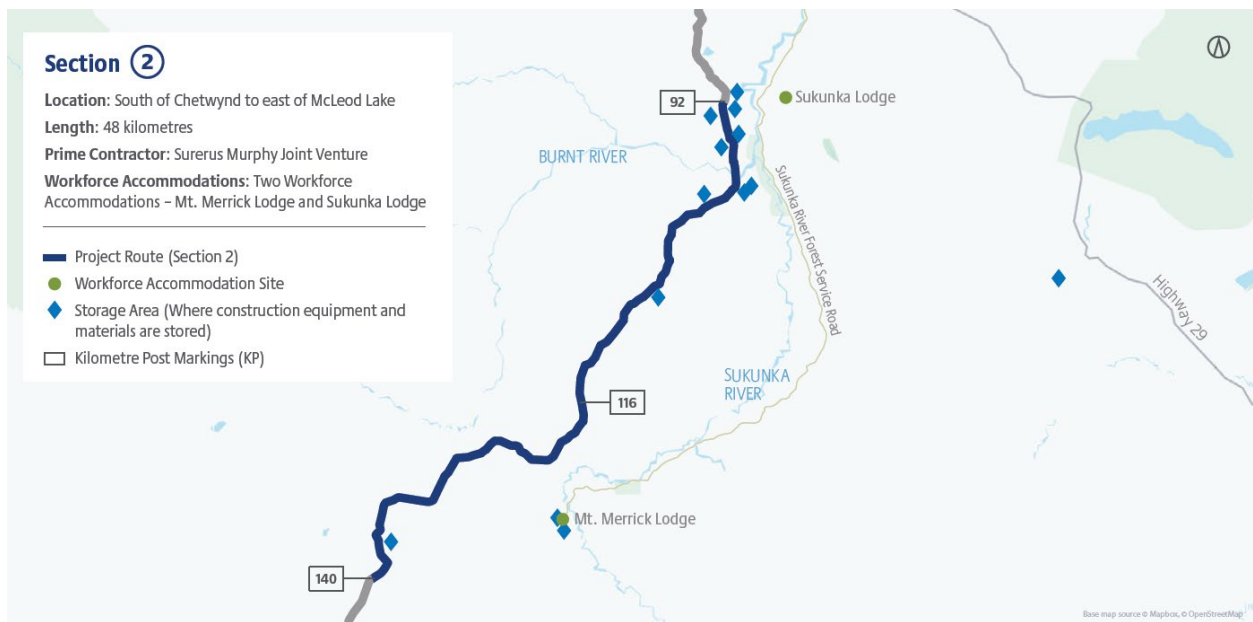 Section 2
Location: South of Chetwynd to east of McLeod Lake
Length: 48 kilometres
Prime Contractor: Surerus Murphy Joint Venture
Workforce Accommodations: Two Workforce
Accommodations – Mt. Merrick Lodge and Sukunka Lodge
Project Route (Section 2)
Workforce Accommodation Site
Storage Area (Where construction equipment and
materials are stored)
Kilometre Post Markings (KP)
92
Sukunka Lodge
BURNT RIVER
Sukunka River Forest Service Road
Highway 29
SUKUNKA
RIVER
116
Mt. Merrick Lodge
140
Base map source © Mapbox, © OpenStreetMap